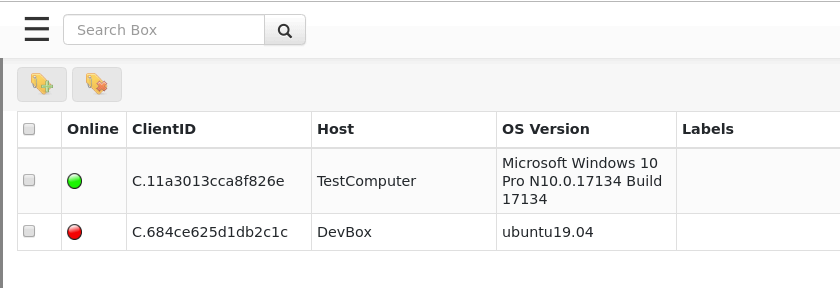 Search Box
Online ClientID Host OS Version Labels
C.11a3013cca8f826e TestComputer Microsoft Windows 10
Pro N10.0.17134 Build
17134
C.684ce625d1db2c1c DevBox ubuntu19.04